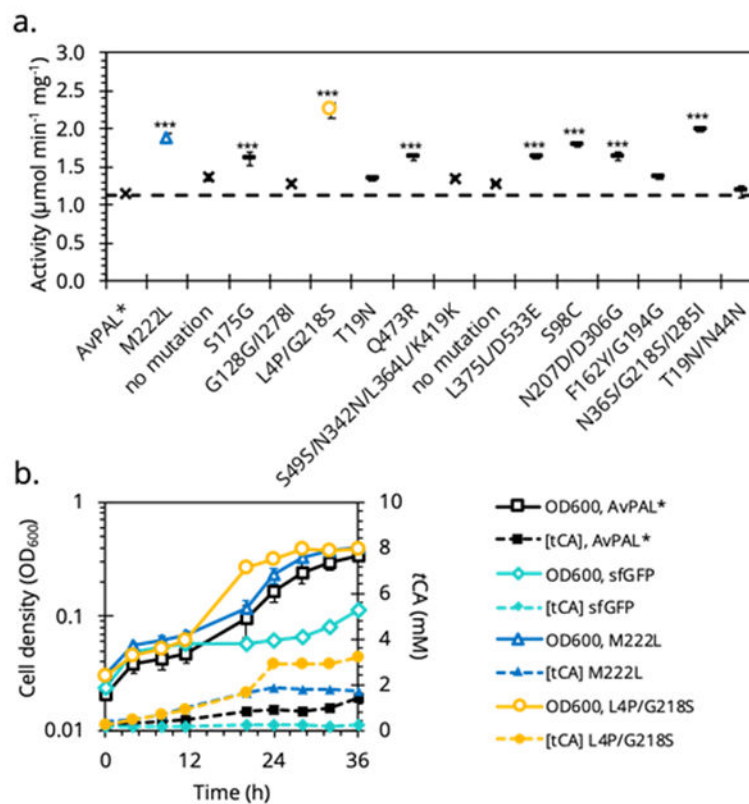 a.
3.0
2.5
2.0
1.5
1.0
0.5
0.0
Activity (μmol min⁻¹ mg⁻¹)
***
***
***
***
***
***
***
***
AvPAL*
M222L
no mutation
S175G
G128G/I278I
L4P/G218S
T19N
Q473R
S49S/N342N/L364L/K419K
no mutation
L375L/D533E
S98C
N207D/D306G
F162Y/G194G
N36S/G218S/I285I
T19N/N44N
b.
1
0.1
0.01
Cell density (OD₆₀₀)
10
8
6
4
2
0
tCA (mM)
0
12
24
36
Time (h)
OD600, AvPAL*
[tCA], AvPAL*
OD600, sfGFP
[tCA] sfGFP
OD600, M222L
[tCA] M222L
OD600, L4P/G218S
[tCA] L4P/G218S